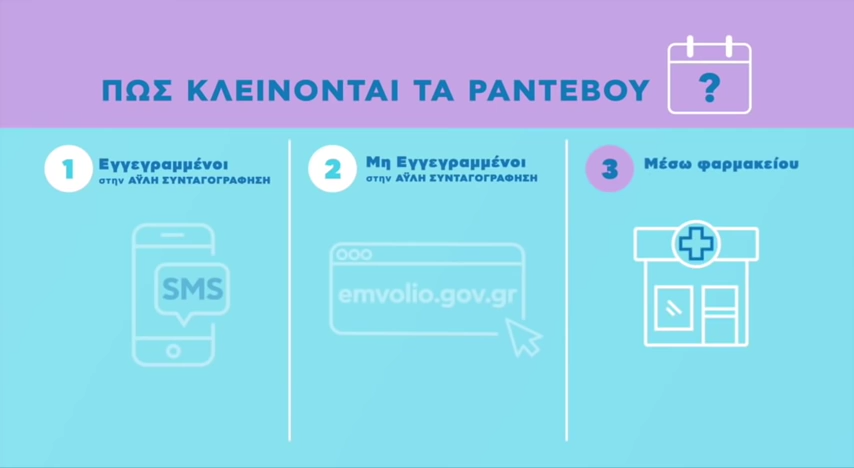 ΠΩΣ ΚΛΕΙΝΟΝΤΑΙ ΤΑ ΡΑΝΤΕΒΟΥ ?
1 Εγγεγραμμένοι
στην ΑΫΛΗ ΣΥΝΤΑΓΟΓΡΑΦΗΣΗ
SMS
2 Μη Εγγεγραμμένοι
στην ΑΫΛΗ ΣΥΝΤΑΓΟΓΡΑΦΗΣΗ
emvolio.gov.gr
3 Μέσω φαρμακείου